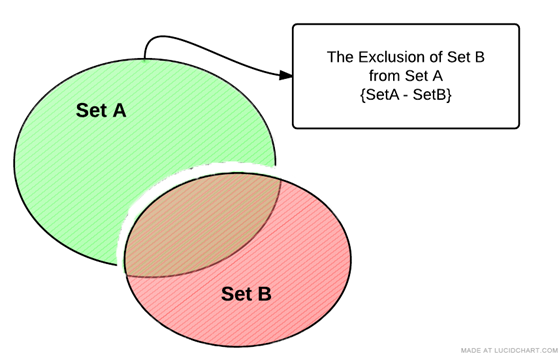 The Exclusion of Set B
from Set A
{SetA - SetB}
Set A
Set B
MADE AT LUCIDCHART.COM